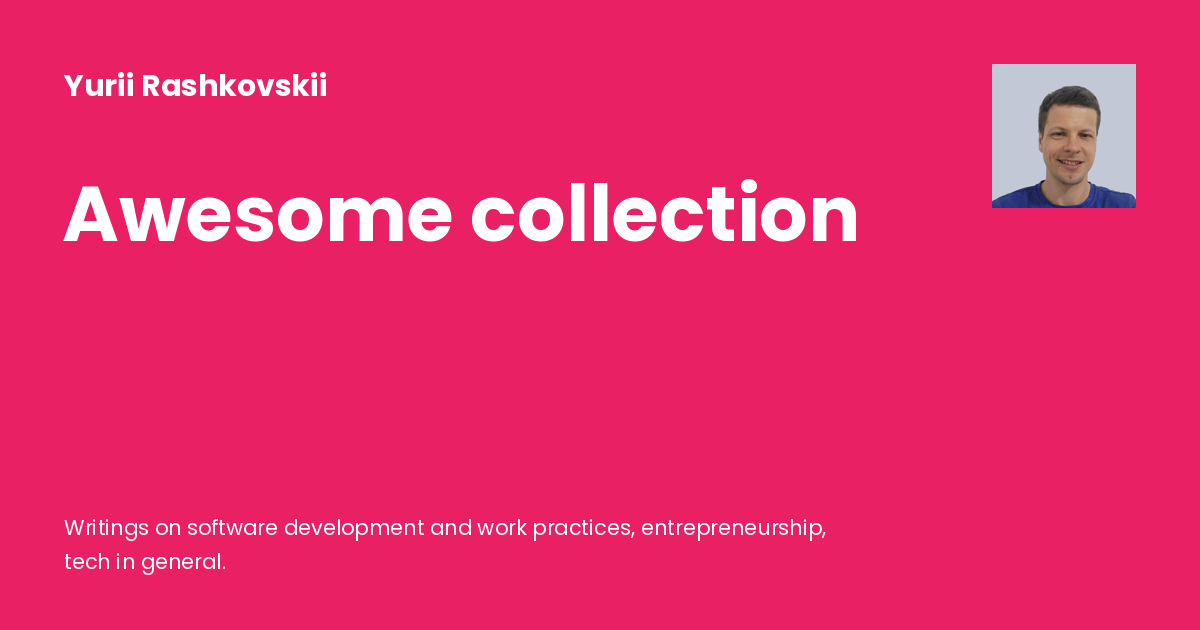 Yurii Rashkovskii
Awesome collection
Writings on software development and work practices, entrepreneurship,
tech in general.